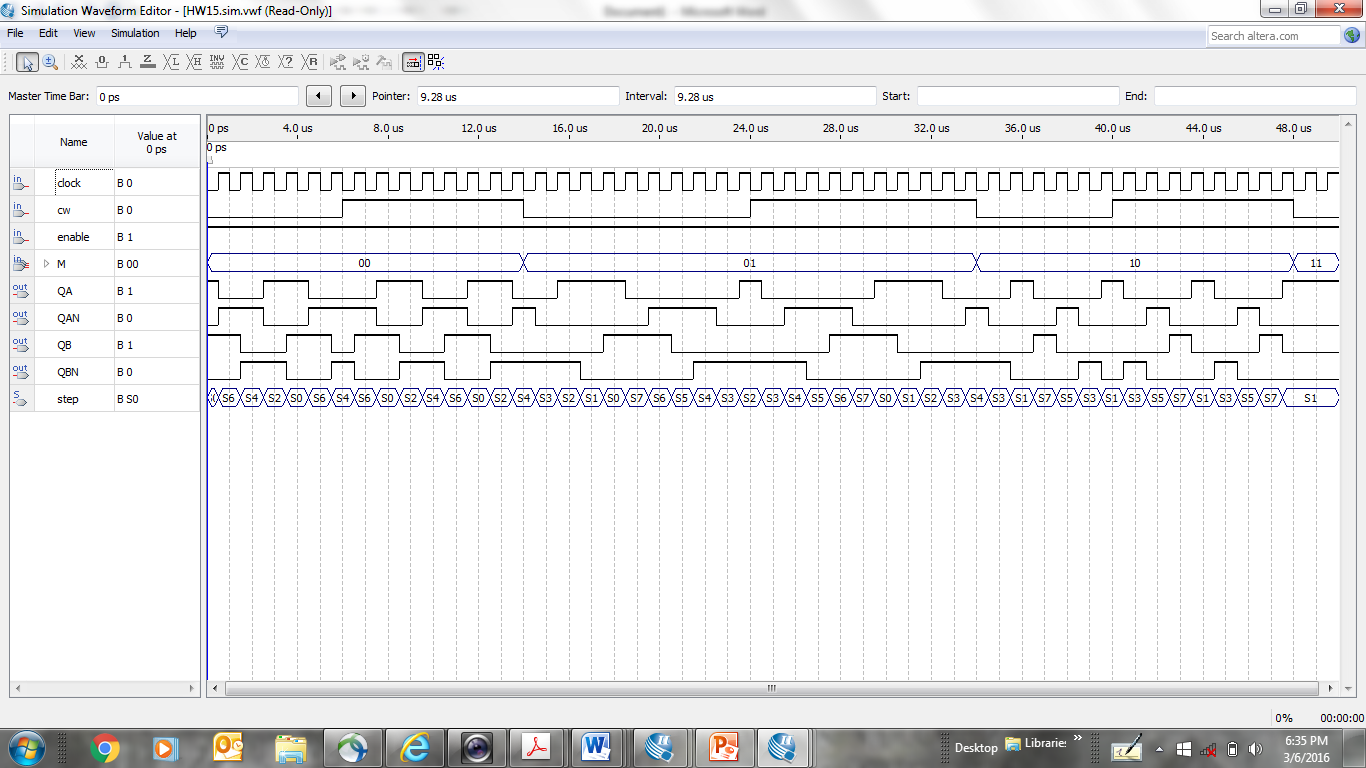 Simulation Waveform Editor - [HW15.sim.vwf (Read-Only)]
File Edit View Simulation Help
Search altera.com
Master Time Bar: 0 ps Pointer: 9.28 us Interval: 9.28 us Start: End:
Name Value at 0 ps
0 ps 4.0 us 8.0 us 12.0 us 16.0 us 20.0 us 24.0 us 28.0 us 32.0 us 36.0 us 40.0 us 44.0 us 48.0 us
0 ps
in clock B 0
in cw B 0
in enable B 1
in M B 00 00 01 10 11
out QA B 1
out QAN B 0
out QB B 1
out QBN B 0
S step B S0 S6 S4 S2 S0 S6 S4 S6 S0 S2 S4 S6 S0 S2 S4 S3 S2 S1 S0 S7 S6 S5 S4 S3 S2 S3 S4 S5 S6 S7 S0 S1 S2 S3 S4 S3 S1 S7 S5 S3 S1 S3 S5 S7 S1 S3 S5 S7 S1
0% 00:00:00
Desktop Libraries » 6:35 PM
3/6/2016